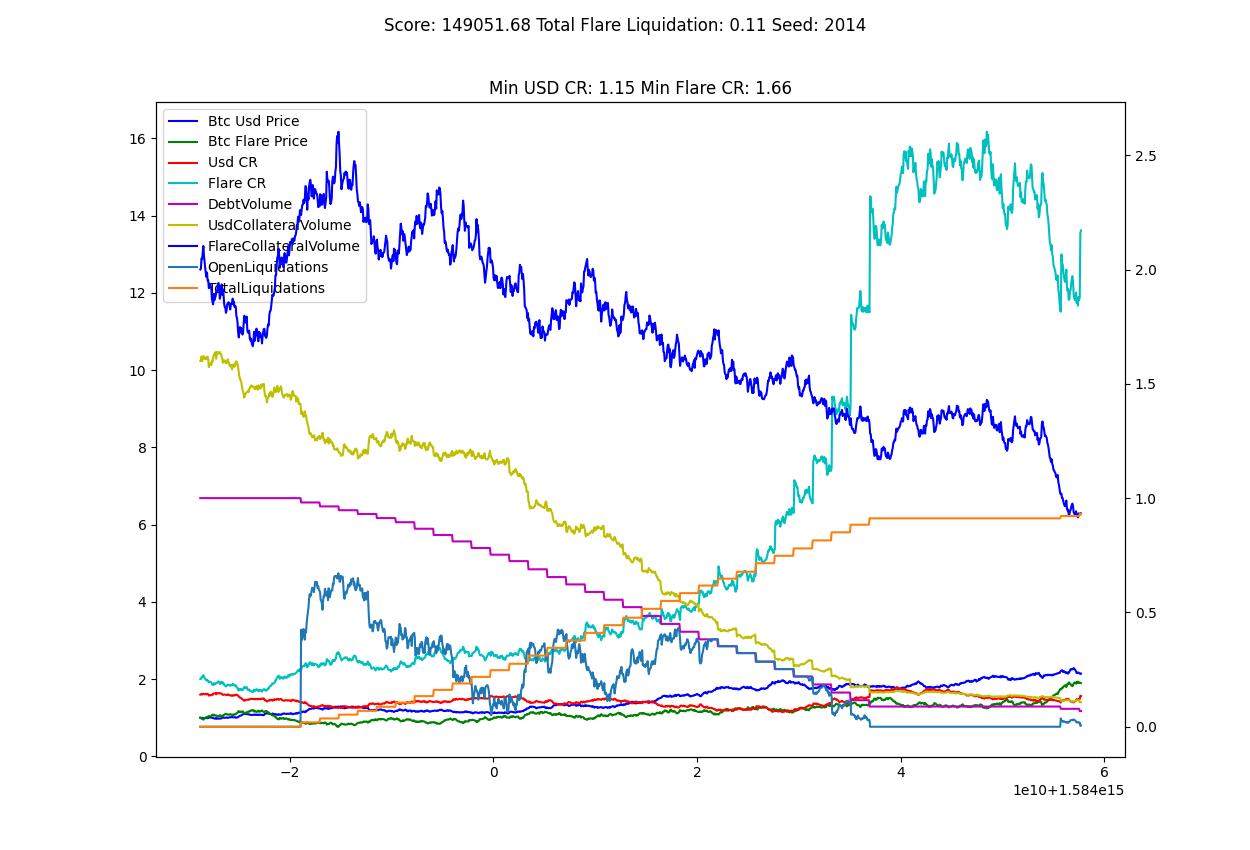 Score: 149051.68 Total Flare Liquidation: 0.11 Seed: 2014
Min USD CR: 1.15 Min Flare CR: 1.66
Btc Usd Price
Btc Flare Price
Usd CR
Flare CR
DebtVolume
UsdCollateralVolume
FlareCollateralVolume
OpenLiquidations
TotalLiquidations
16
14
12
10
8
6
4
2
0
2.5
2.0
1.5
1.0
0.5
0.0
−2
0
2
4
6
1e10+1.584e15